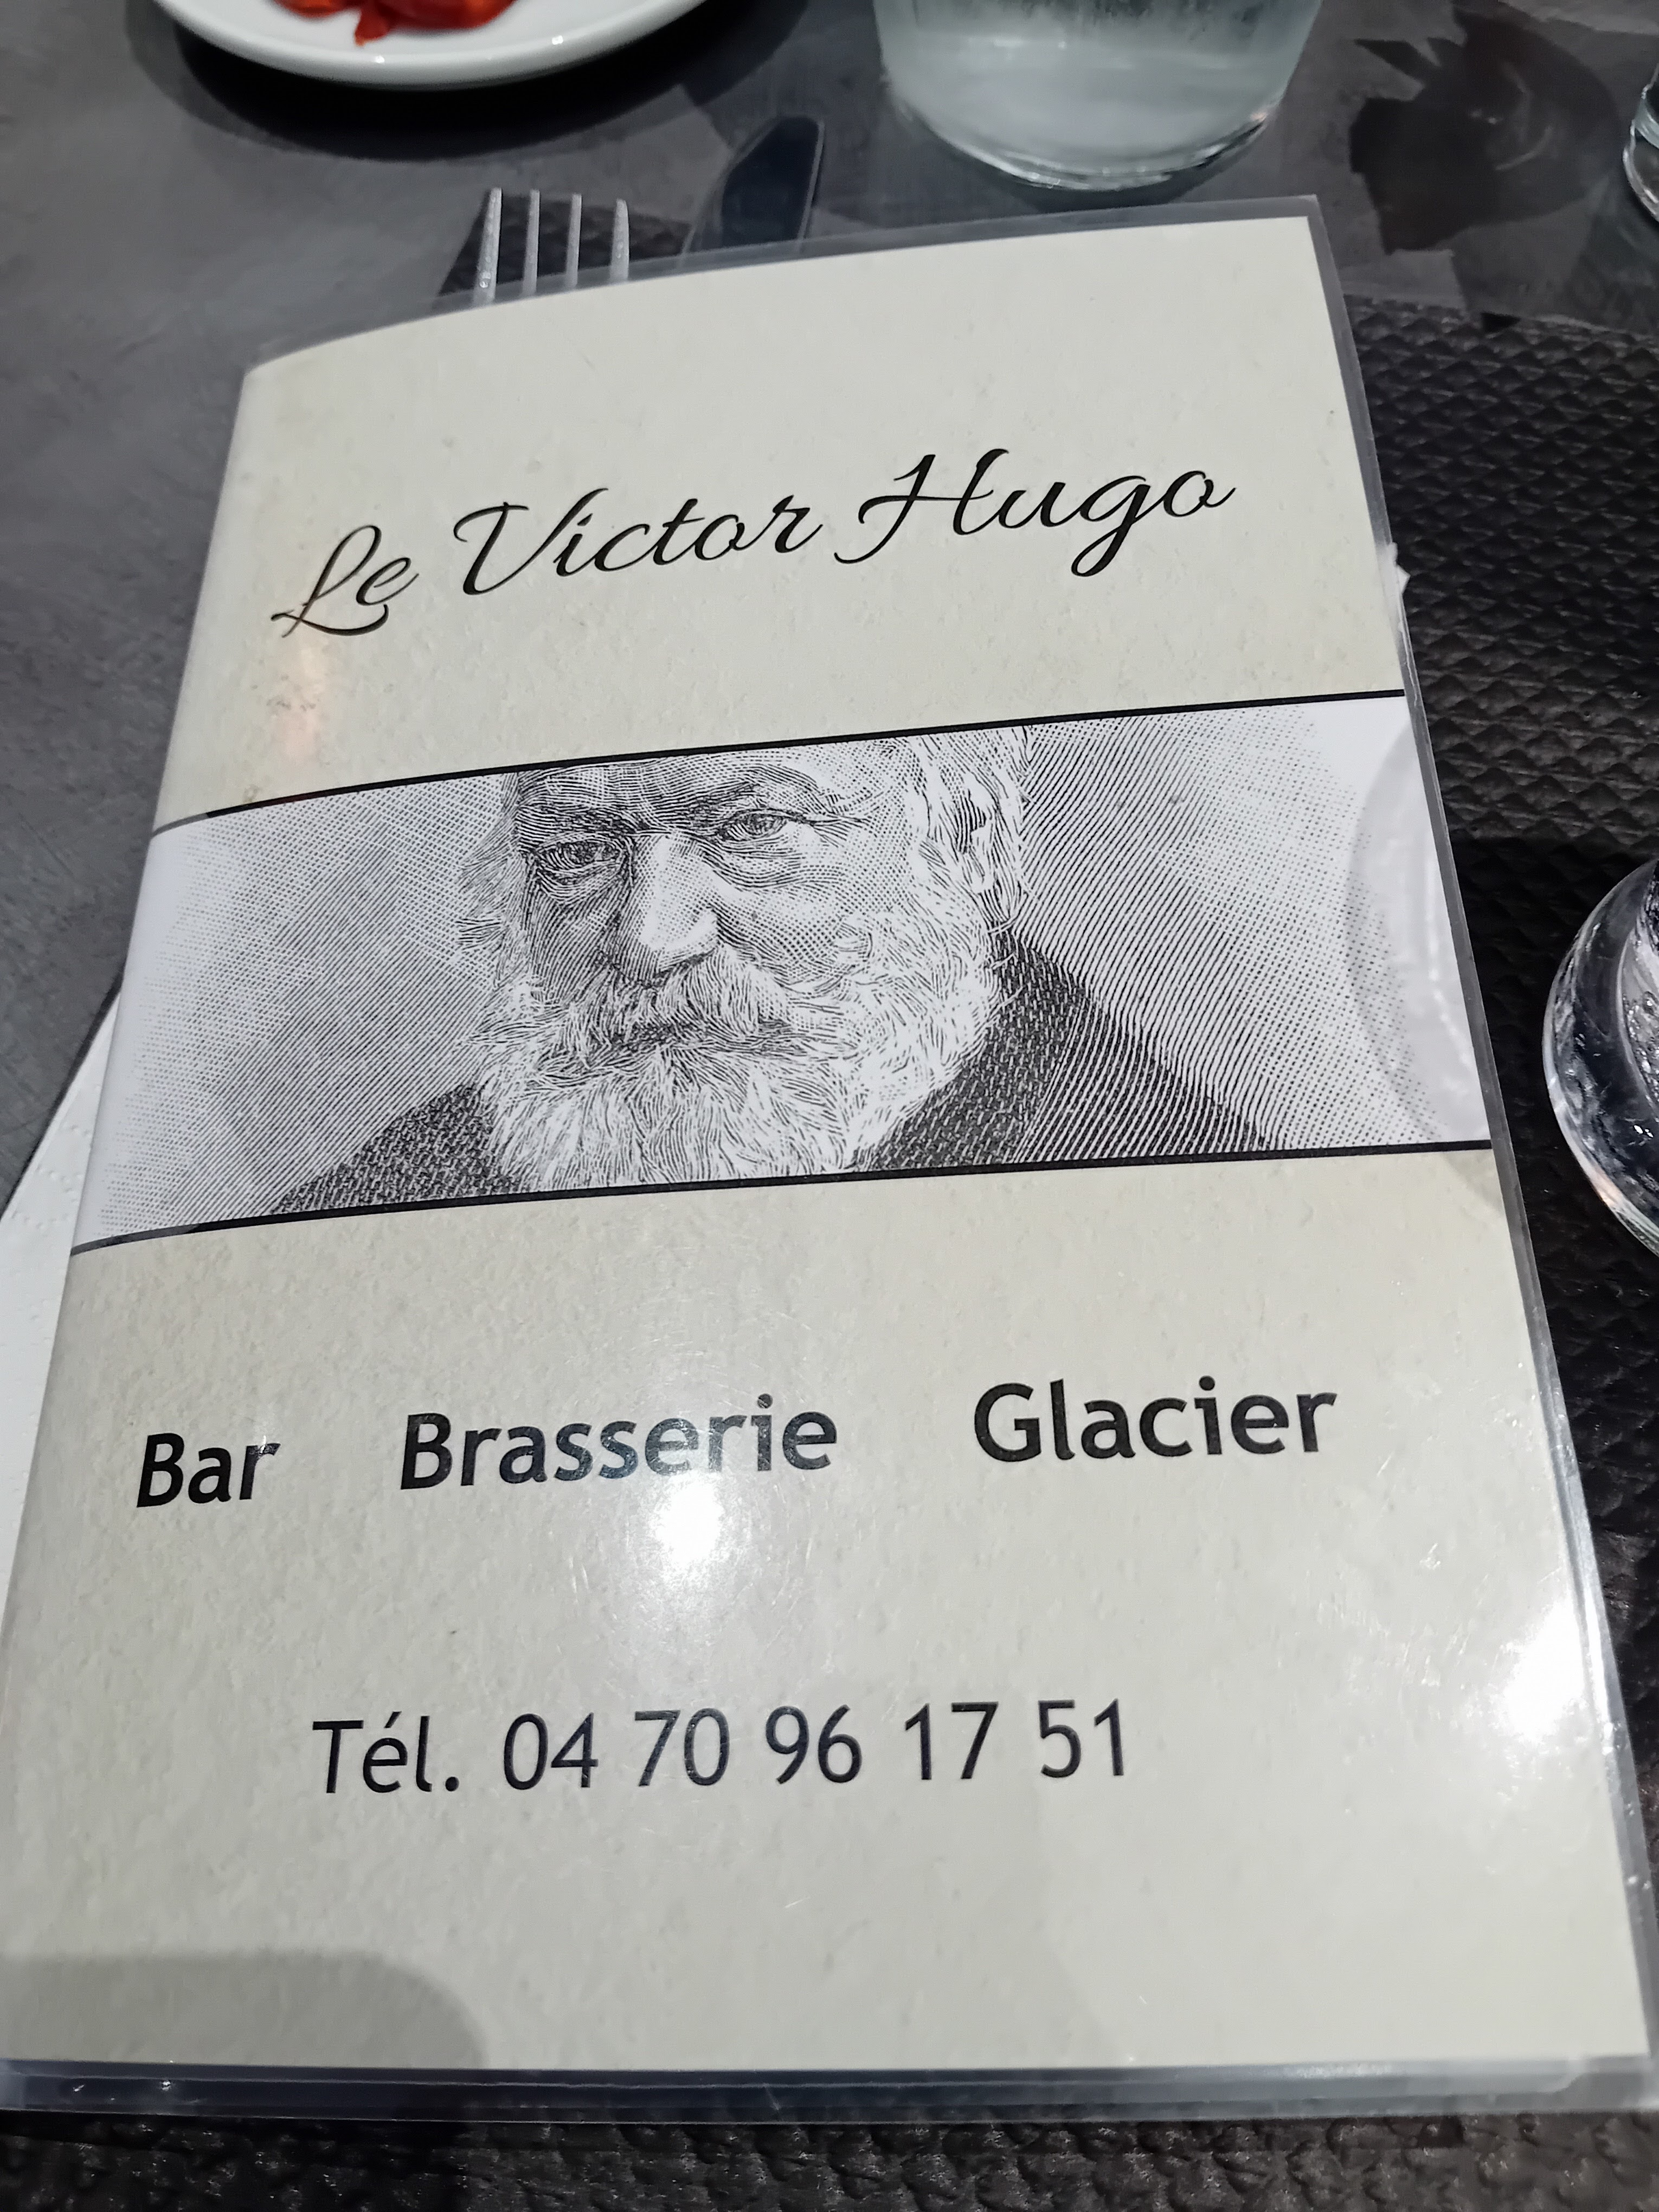 Le Victor Hugo
Bar Brasserie Glacier
Tél. 04 70 96 17 51